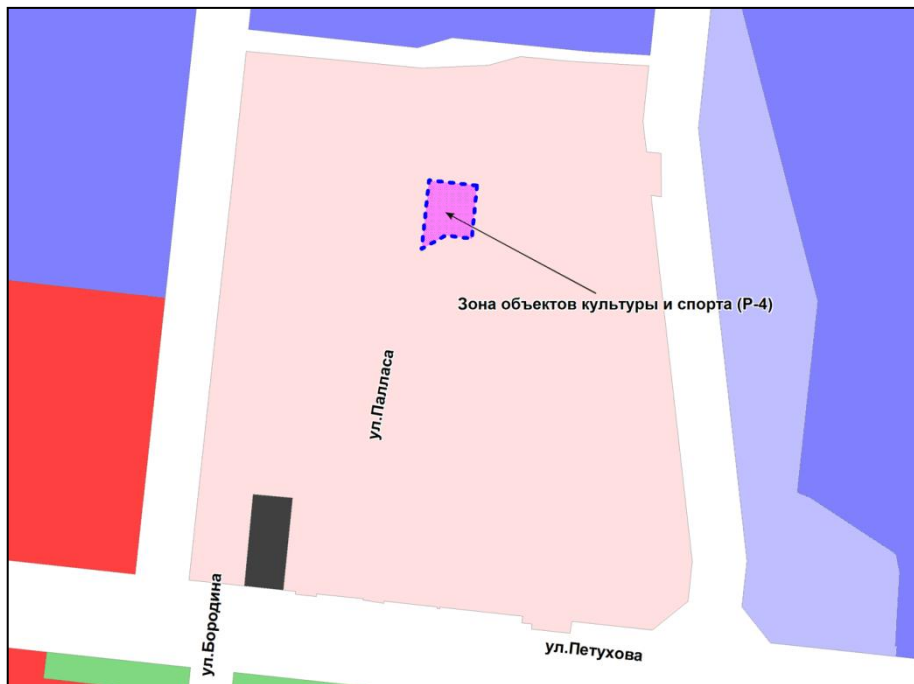 Зона объектов культуры и спорта (Р-4)
ул.Палласа
ул.Бородина
ул.Петухова